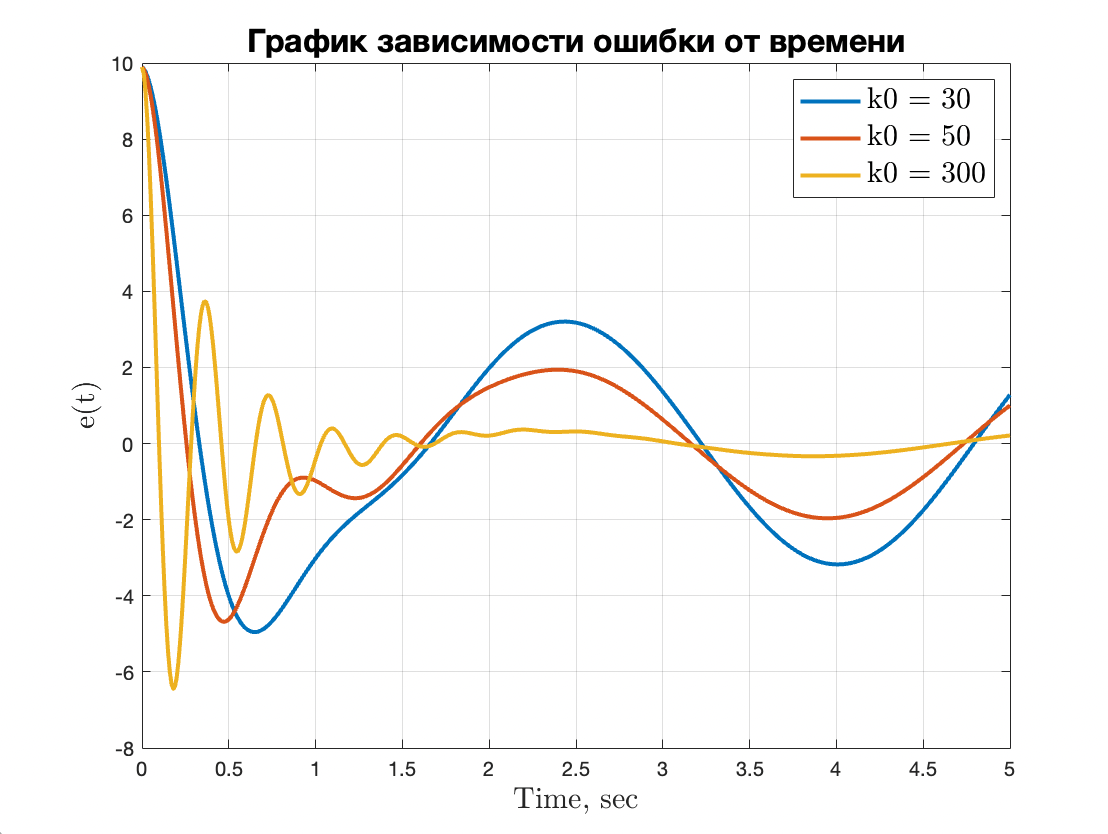 График зависимости ошибки от времени
10
8
6
4
2
0
-2
-4
-6
-8
e(t)
k0 = 30
k0 = 50
k0 = 300
0 0.5 1 1.5 2 2.5 3 3.5 4 4.5 5
Time, sec